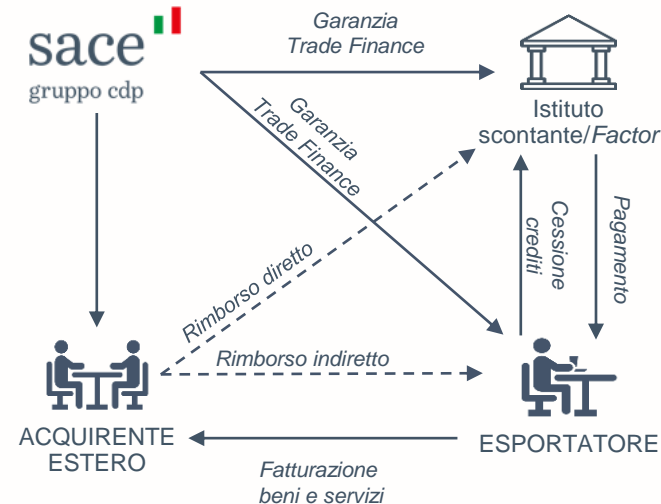 sace
gruppo cdp
Garanzia
Trade Finance
Istituto
scontante/Factor
Garanzia
Trade Finance
Cessione
crediti
Pagamento
Rimborso diretto
Rimborso indiretto
ACQUIRENTE
ESTERO
ESPORTATORE
Fatturazione
beni e servizi